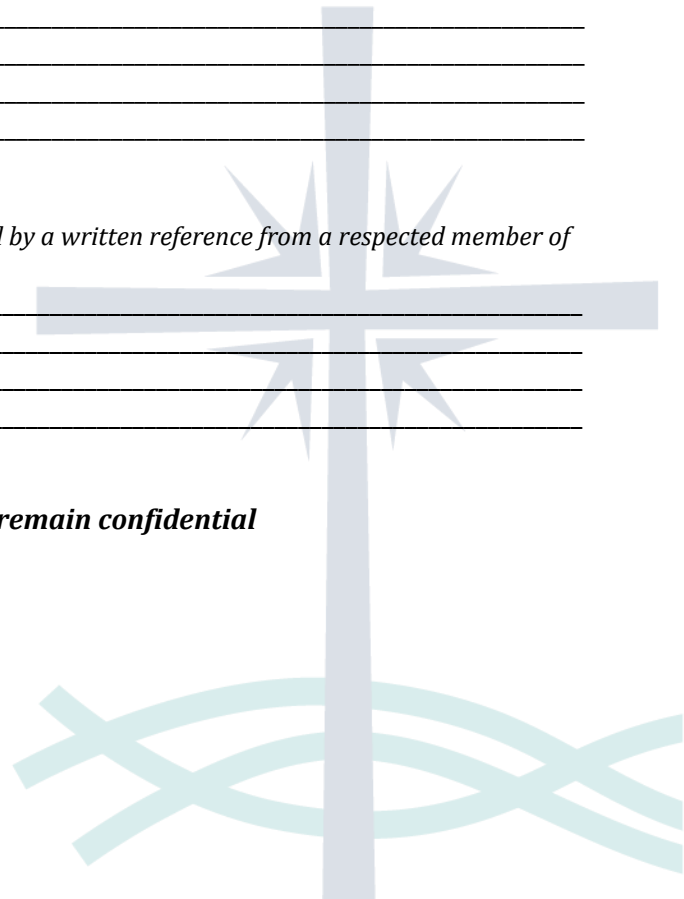 by a written reference from a respected member of
remain confidential